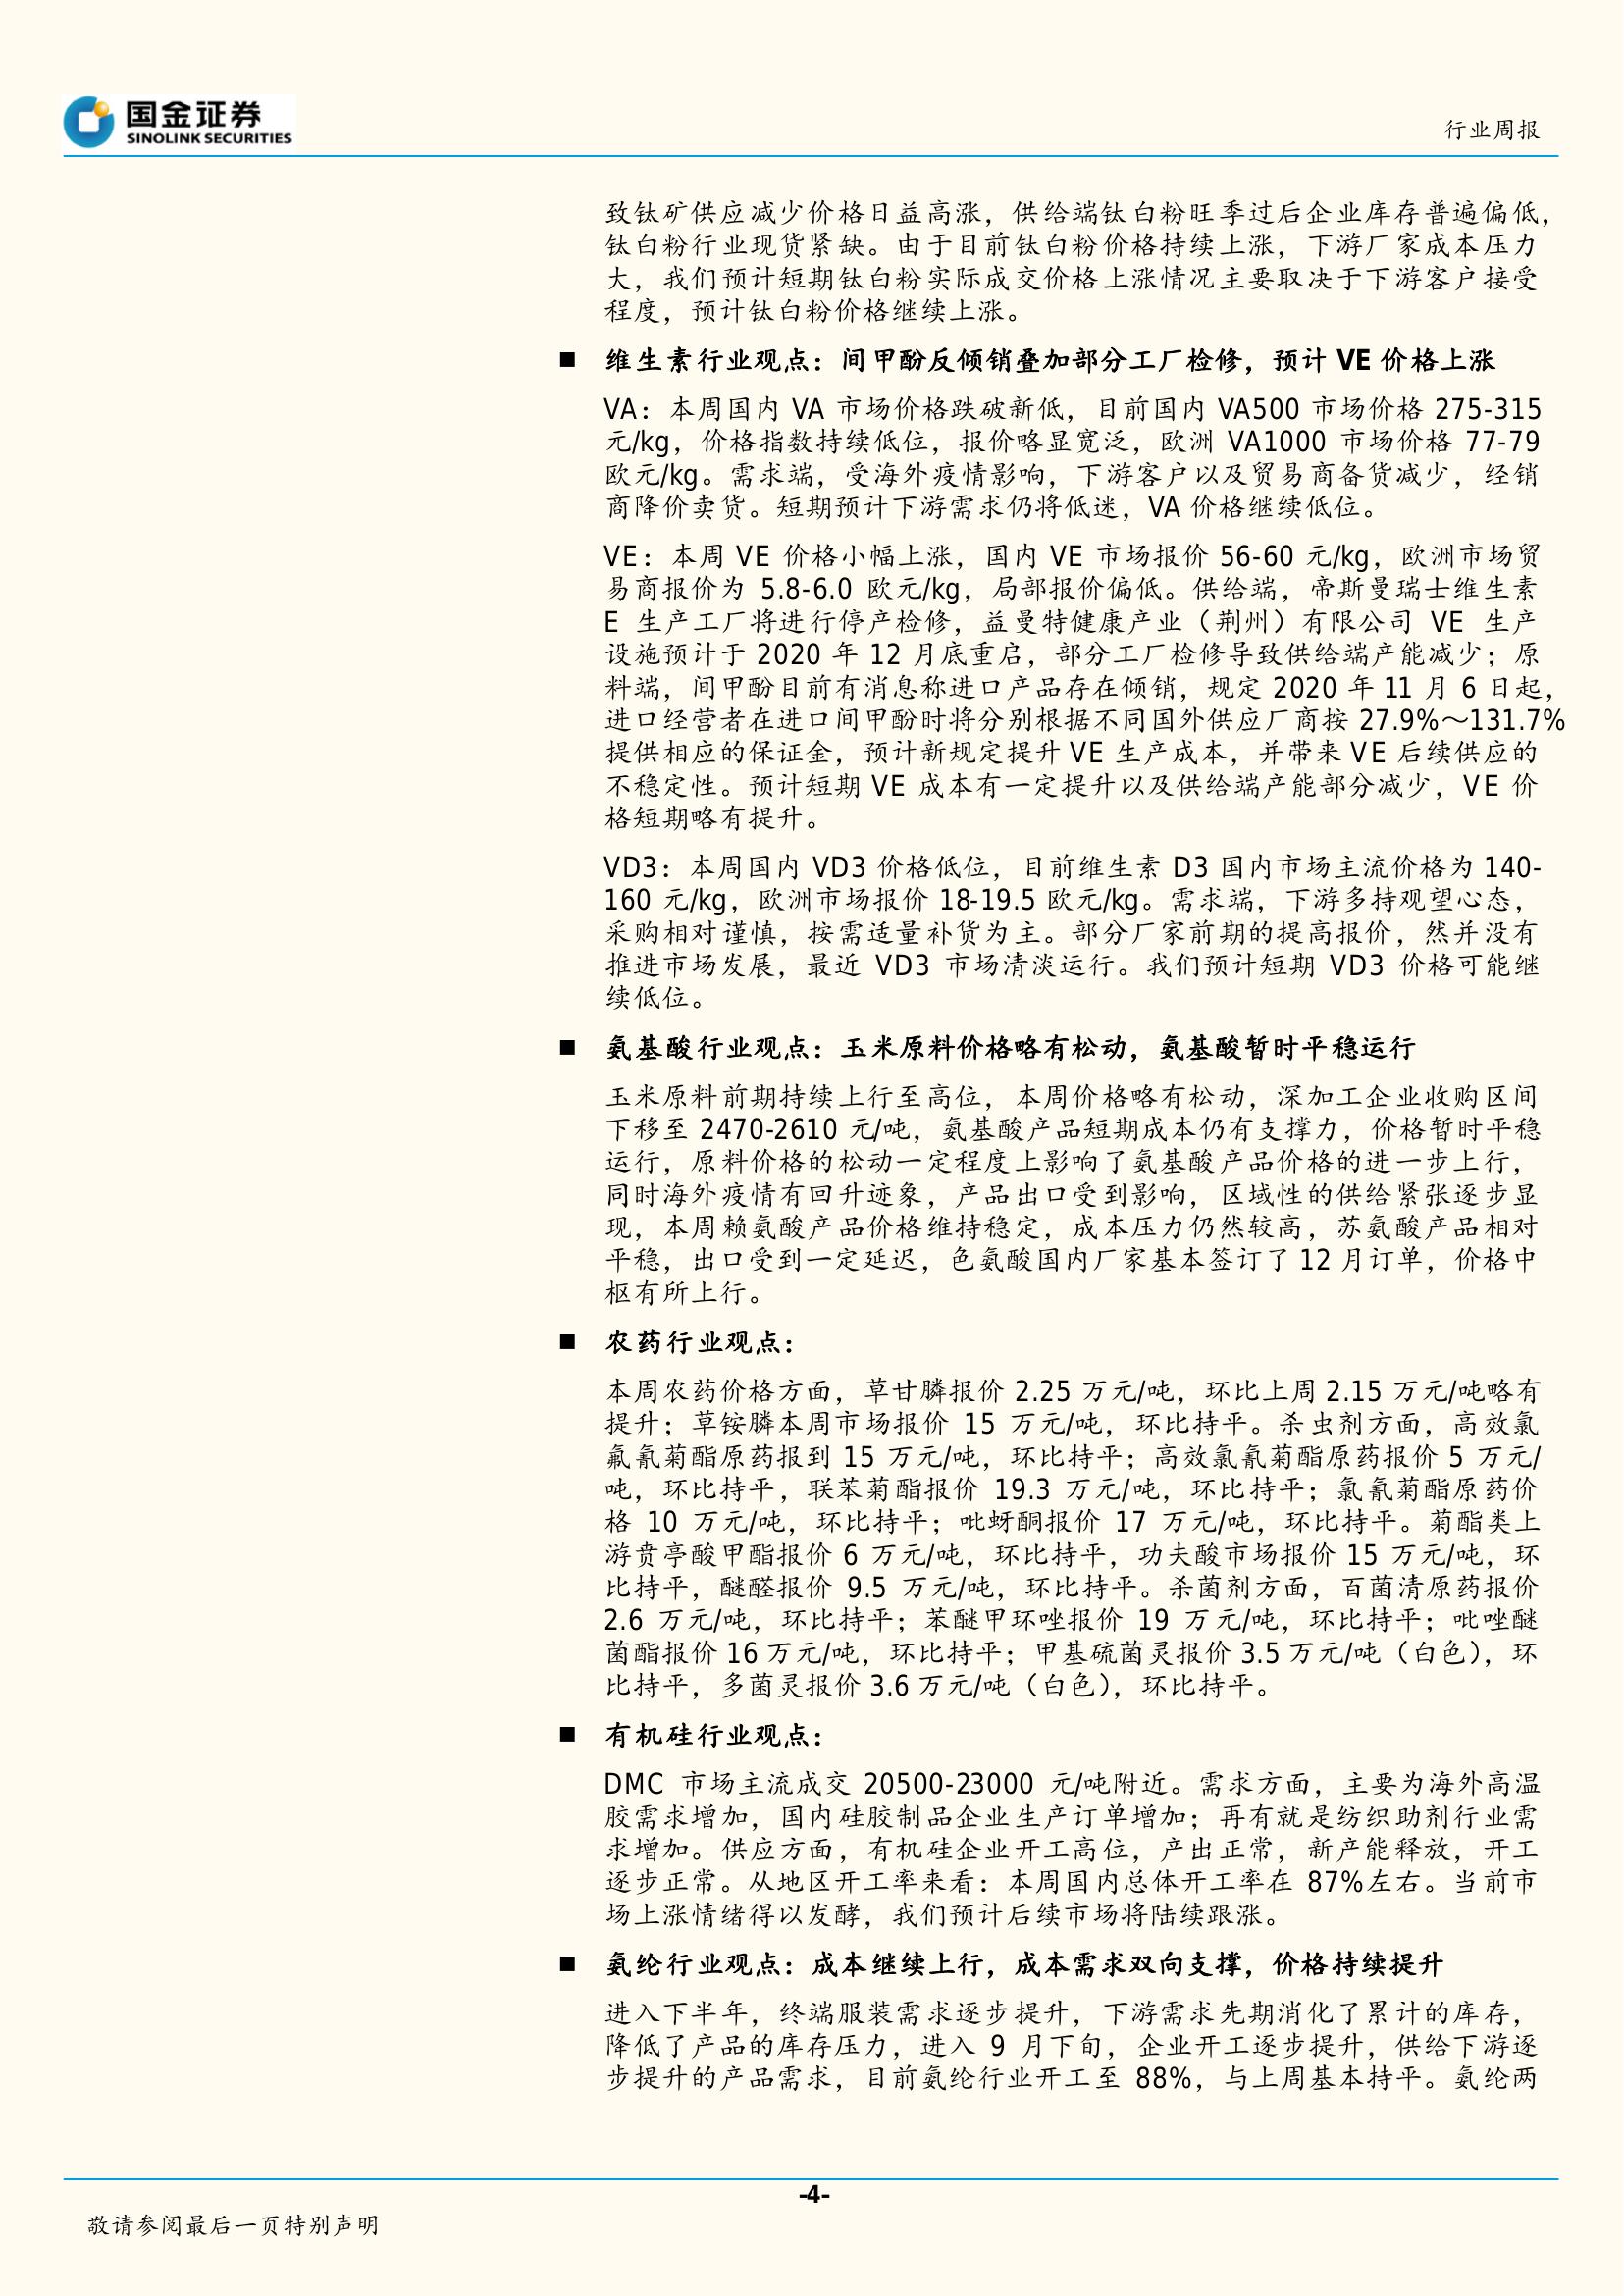 国金证券
SINOLINK SECURITIES
行业周报
致钛矿供应减少价格日益高涨，供给端钛白粉旺季过后企业库存普遍偏低，
钛白粉行业现货紧缺。由于目前钛白粉价格持续上涨，下游厂家成本压力
大，我们预计短期钛白粉实际成交价格上涨情况主要取决于下游客户接受
程度，预计钛白粉价格继续上涨。
■ 维生素行业观点：间甲酚反倾销叠加部分工厂检修，预计 VE 价格上涨
VA：本周国内 VA 市场价格跌破新低，目前国内 VA500 市场价格 275-315
元/kg，价格指数持续低位，报价略显宽泛，欧洲 VA1000 市场价格 77-79
欧元/kg。需求端，受海外疫情影响，下游客户以及贸易商备货减少，经销
商降价卖货。短期预计下游需求仍将低迷，VA 价格继续低位。
VE：本周 VE 价格小幅上涨，国内 VE 市场报价 56-60 元/kg，欧洲市场贸
易商报价为 5.8-6.0 欧元/kg，局部报价偏低。供给端，帝斯曼瑞士维生素
E 生产工厂将进行停产检修，益曼特健康产业（荆州）有限公司 VE 生产
设施预计于 2020 年 12 月底重启，部分工厂检修导致供给端产能减少；原
料端，间甲酚目前有消息称进口产品存在倾销，规定 2020 年 11 月 6 日起，
进口经营者在进口间甲酚时将分别根据不同国外供应厂商按 27.9%～131.7%
提供相应的保证金，预计新规定提升 VE 生产成本，并带来 VE 后续供应的
不稳定性。预计短期 VE 成本有一定提升以及供给端产能部分减少，VE 价
格短期略有提升。
VD3：本周国内 VD3 价格低位，目前维生素 D3 国内市场主流价格为 140-
160 元/kg，欧洲市场报价 18-19.5 欧元/kg。需求端，下游多持观望心态，
采购相对谨慎，按需适量补货为主。部分厂家前期的提高报价，然并没有
推进市场发展，最近 VD3 市场清淡运行。我们预计短期 VD3 价格可能继
续低位。
■ 氨基酸行业观点：玉米原料价格略有松动，氨基酸暂时平稳运行
玉米原料前期持续上行至高位，本周价格略有松动，深加工企业收购区间
下移至 2470-2610 元/吨，氨基酸产品短期成本仍有支撑力，价格暂时平稳
运行，原料价格的松动一定程度上影响了氨基酸产品价格的进一步上行，
同时海外疫情有回升迹象，产品出口受到影响，区域性的供给紧张逐步显
现，本周赖氨酸产品价格维持稳定，成本压力仍然较高，苏氨酸产品相对
平稳，出口受到一定延迟，色氨酸国内厂家基本签订了 12 月订单，价格中
枢有所上行。
■ 农药行业观点：
本周农药价格方面，草甘膦报价 2.25 万元/吨，环比上周 2.15 万元/吨略有
提升；草铵膦本周市场报价 15 万元/吨，环比持平。杀虫剂方面，高效氯
氟氰菊酯原药报到 15 万元/吨，环比持平；高效氯氰菊酯原药报价 5 万元/
吨，环比持平，联苯菊酯报价 19.3 万元/吨，环比持平；氯氰菊酯原药价
格 10 万元/吨，环比持平；吡蚜酮报价 17 万元/吨，环比持平。菊酯类上
游贲亭酸甲酯报价 6 万元/吨，环比持平，功夫酸市场报价 15 万元/吨，环
比持平，醚醛报价 9.5 万元/吨，环比持平。杀菌剂方面，百菌清原药报价
2.6 万元/吨，环比持平；苯醚甲环唑报价 19 万元/吨，环比持平；吡唑醚
菌酯报价 16 万元/吨，环比持平；甲基硫菌灵报价 3.5 万元/吨（白色），环
比持平，多菌灵报价 3.6 万元/吨（白色），环比持平。
■ 有机硅行业观点：
DMC 市场主流成交 20500-23000 元/吨附近。需求方面，主要为海外高温
胶需求增加，国内硅胶制品企业生产订单增加；再有就是纺织助剂行业需
求增加。供应方面，有机硅企业开工高位，产出正常，新产能释放，开工
逐步正常。从地区开工率来看：本周国内总体开工率在 87%左右。当前市
场上涨情绪得以发酵，我们预计后续市场将陆续跟涨。
■ 氨纶行业观点：成本继续上行，成本需求双向支撑，价格持续提升
进入下半年，终端服装需求逐步提升，下游需求先期消化了累计的库存，
降低了产品的库存压力，进入 9 月下旬，企业开工逐步提升，供给下游逐
步提升的产品需求，目前氨纶行业开工至 88%，与上周基本持平。氨纶两
-4-
敬请参阅最后一页特别声明